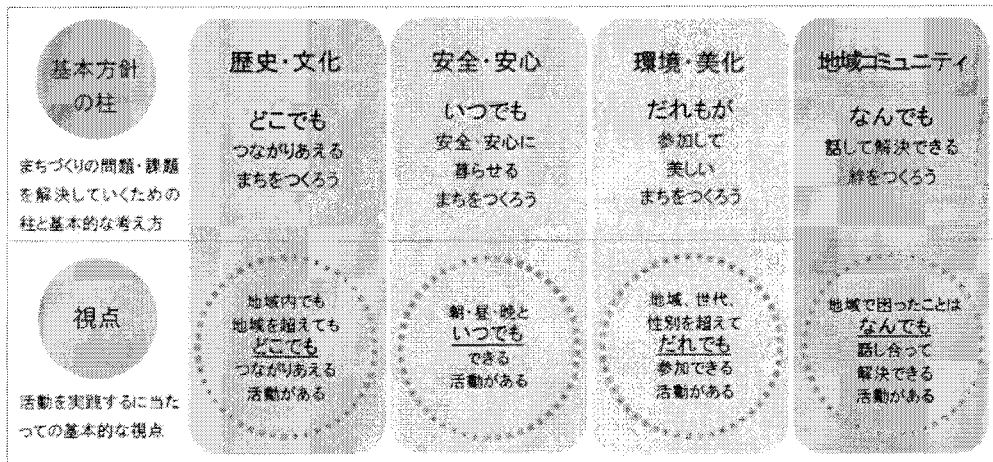 基本方針
の柱
まちづくりの問題・課題
を解決していくための
柱と基本的な考え方
歴史・文化
どこでも
つながりあえる
まちをつくろう
安全・安心
いつでも
安全・安心に
暮らせる
まちをつくろう
環境・美化
だれもが
参加して
美しい
まちをつくろう
地域コミュニティ
なんでも
話して解決できる
絆をつくろう
視点
活動を実践するに当た
っての基本的な視点
地域内でも
地域を超えても
どこでも
つながりあえる
活動がある
朝・昼・晩と
いつでも
できる
活動がある
地域、世代、
性別を超えて
だれでも
参加できる
活動がある
地域で困ったことは
なんでも
話し合って
解決できる
活動がある